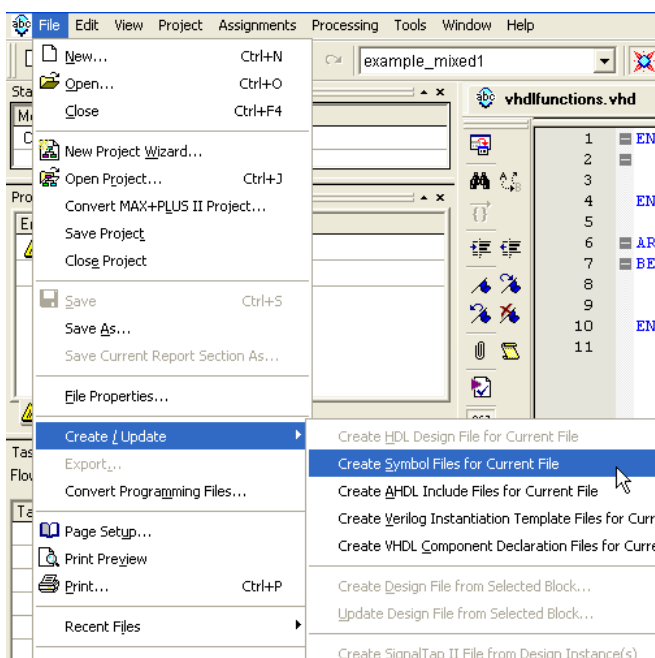 File Edit View Project Assignments Processing Tools Window Help
New... Ctrl+N
example_mixed1
Open... Ctrl+O
Close Ctrl+F4
abc vhdlfunctions.vhd
New Project Wizard...
Open Project... Ctrl+J
Convert MAX+PLUS II Project...
Save Project
Close Project
Save Ctrl+S
Save As...
Save Current Report Section As...
File Properties...
Create / Update
Export...
Convert Programming Files...
Page Setup...
Print Preview
Print... Ctrl+P
Recent Files
1 EN
2
3
4 EN
5
6 AR
7 BE
8
9
10 EN
11
Create HDL Design File for Current File
Create Symbol Files for Current File
Create AHDL Include Files for Current File
Create Verilog Instantiation Template Files for Curr
Create VHDL Component Declaration Files for Curre
Create Design File from Selected Block...
Update Design File from Selected Block...
Create SignalTap II File from Design Instance(s)
Sta
Pro
Tas
Flov
Ta